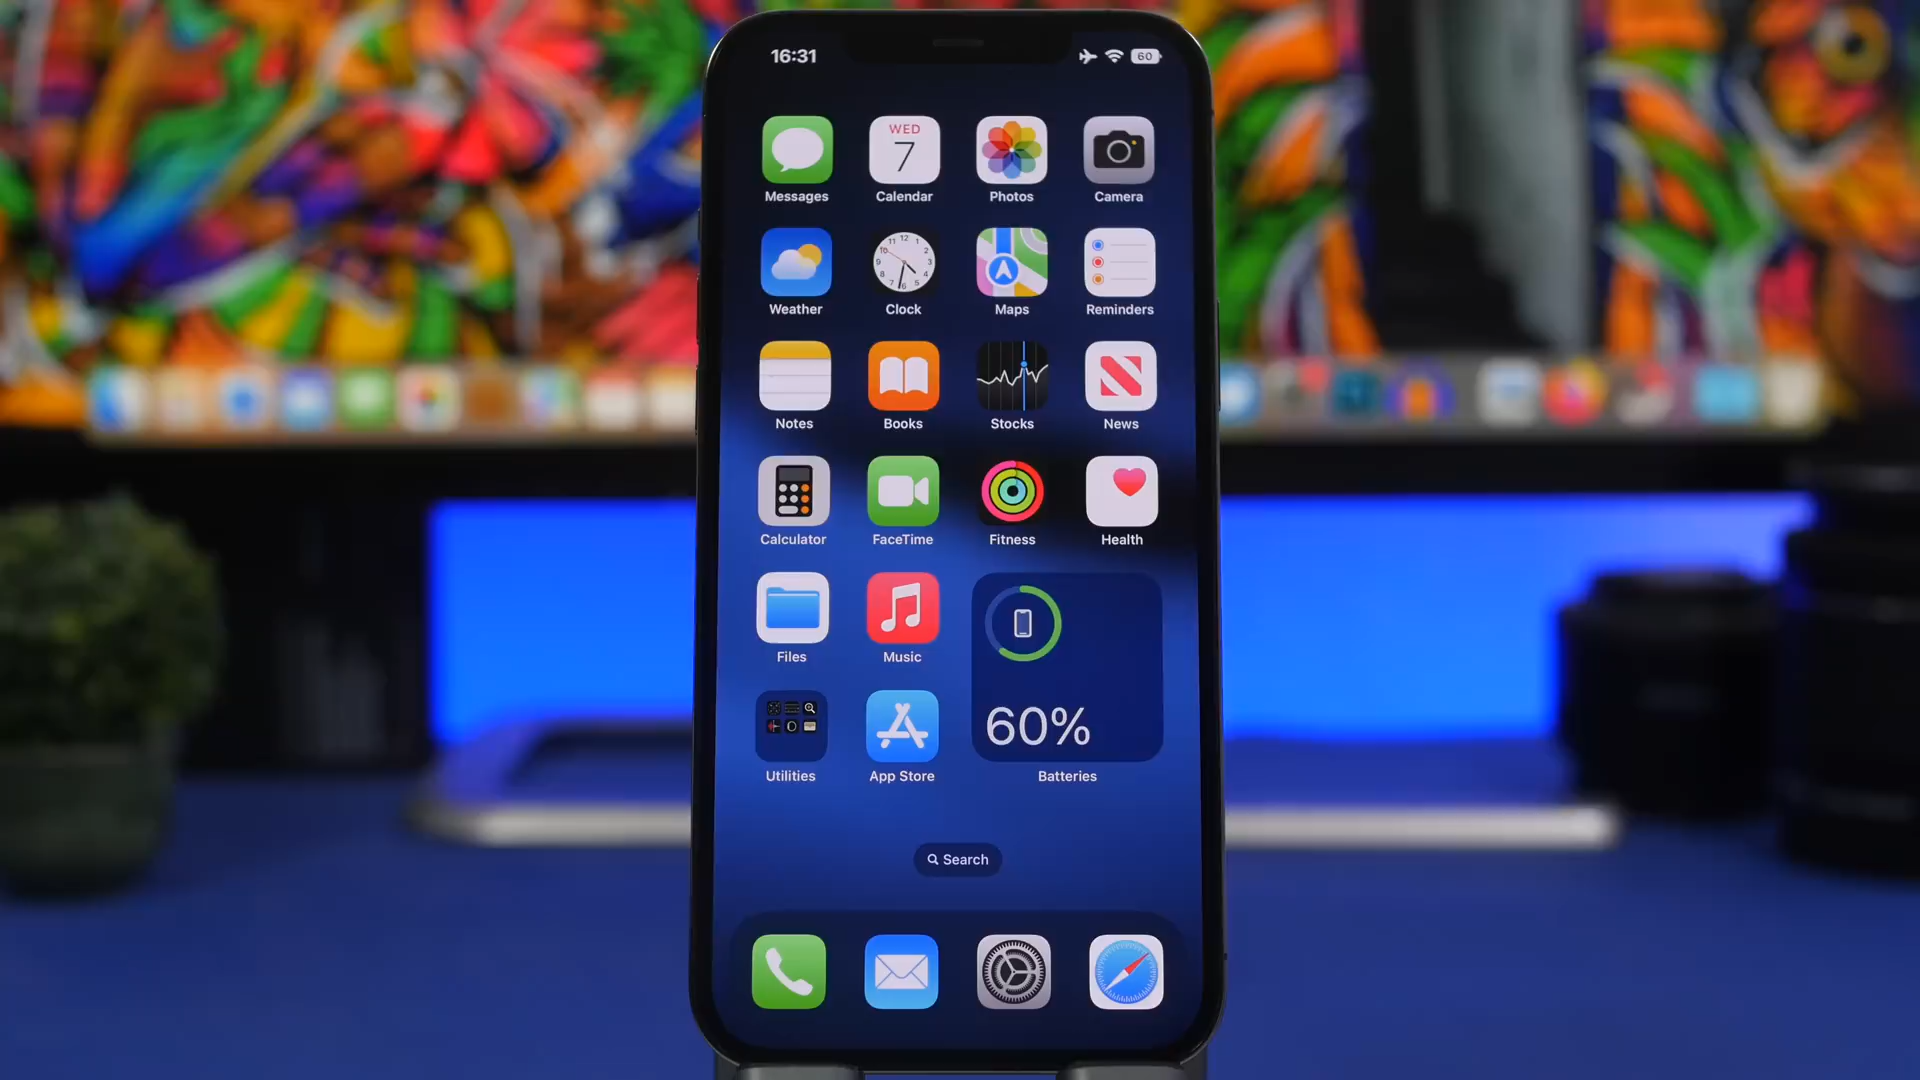 16:31 60
WED
7
Messages Calendar Photos Camera
Weather Clock Maps Reminders
Notes Books Stocks News
Calculator FaceTime Fitness Health
Files Music
60%
Utilities App Store Batteries
Search